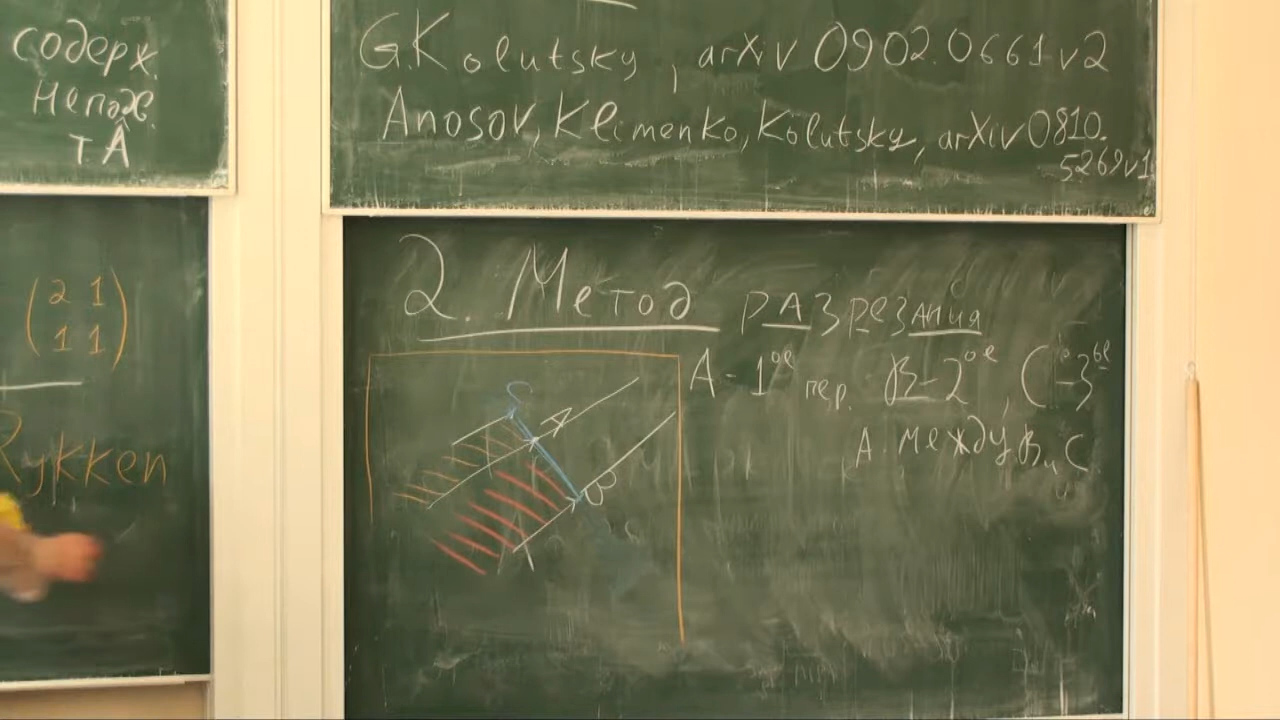 содерж.
непох.
т. Â
(2 1
1 1)
Rykken
G.Kolutsky, arXiv 0902.0661v2
Anosov, Klimenko, Kolutsky, arXiv 0810.
5269v1
2. Метод разрезания
A - 1ое пер. B - 2ое, C - 3ье
A. между B и C
C
A
B